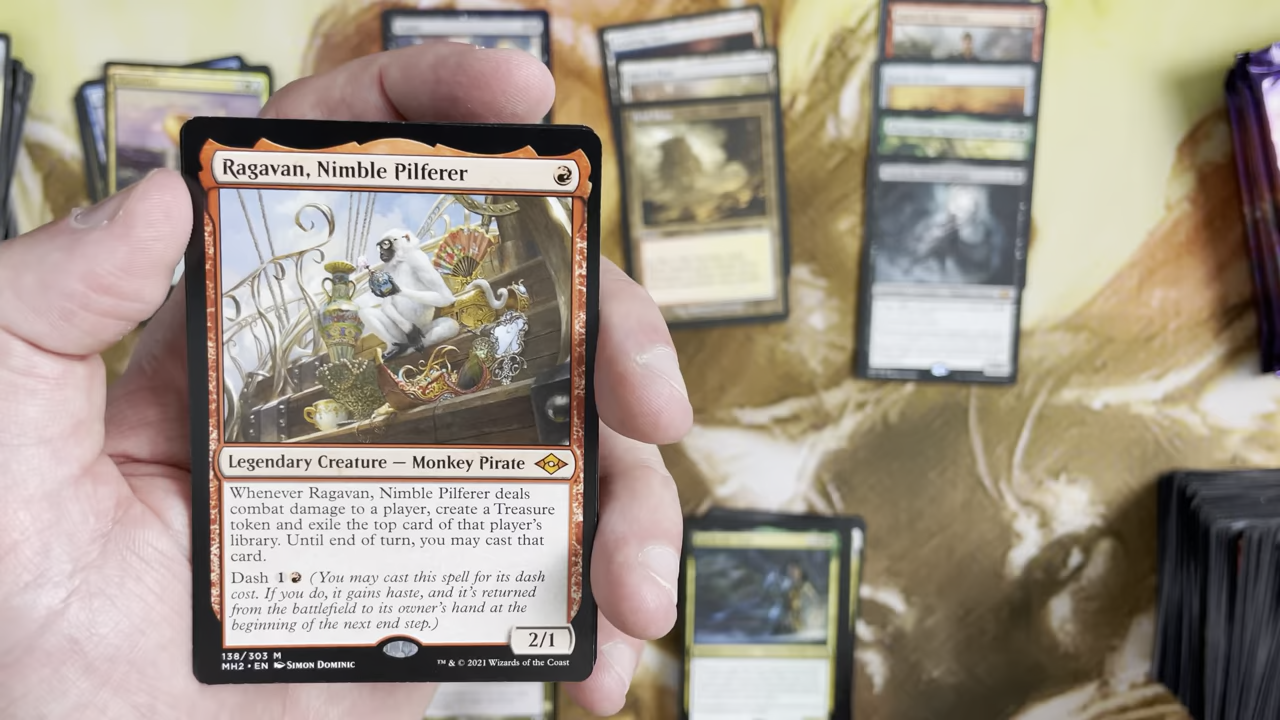 Ragavan, Nimble Pilferer
Legendary Creature — Monkey Pirate
Whenever Ragavan, Nimble Pilferer deals
combat damage to a player, create a Treasure
token and exile the top card of that player's
library. Until end of turn, you may cast that
card.
Dash 1 (You may cast this spell for its dash
cost. If you do, it gains haste, and it's returned
from the battlefield to its owner's hand at the
beginning of the next end step.)
2/1
138/303 M
MH2 • EN SIMON DOMINIC
™ & © 2021 Wizards of the Coast